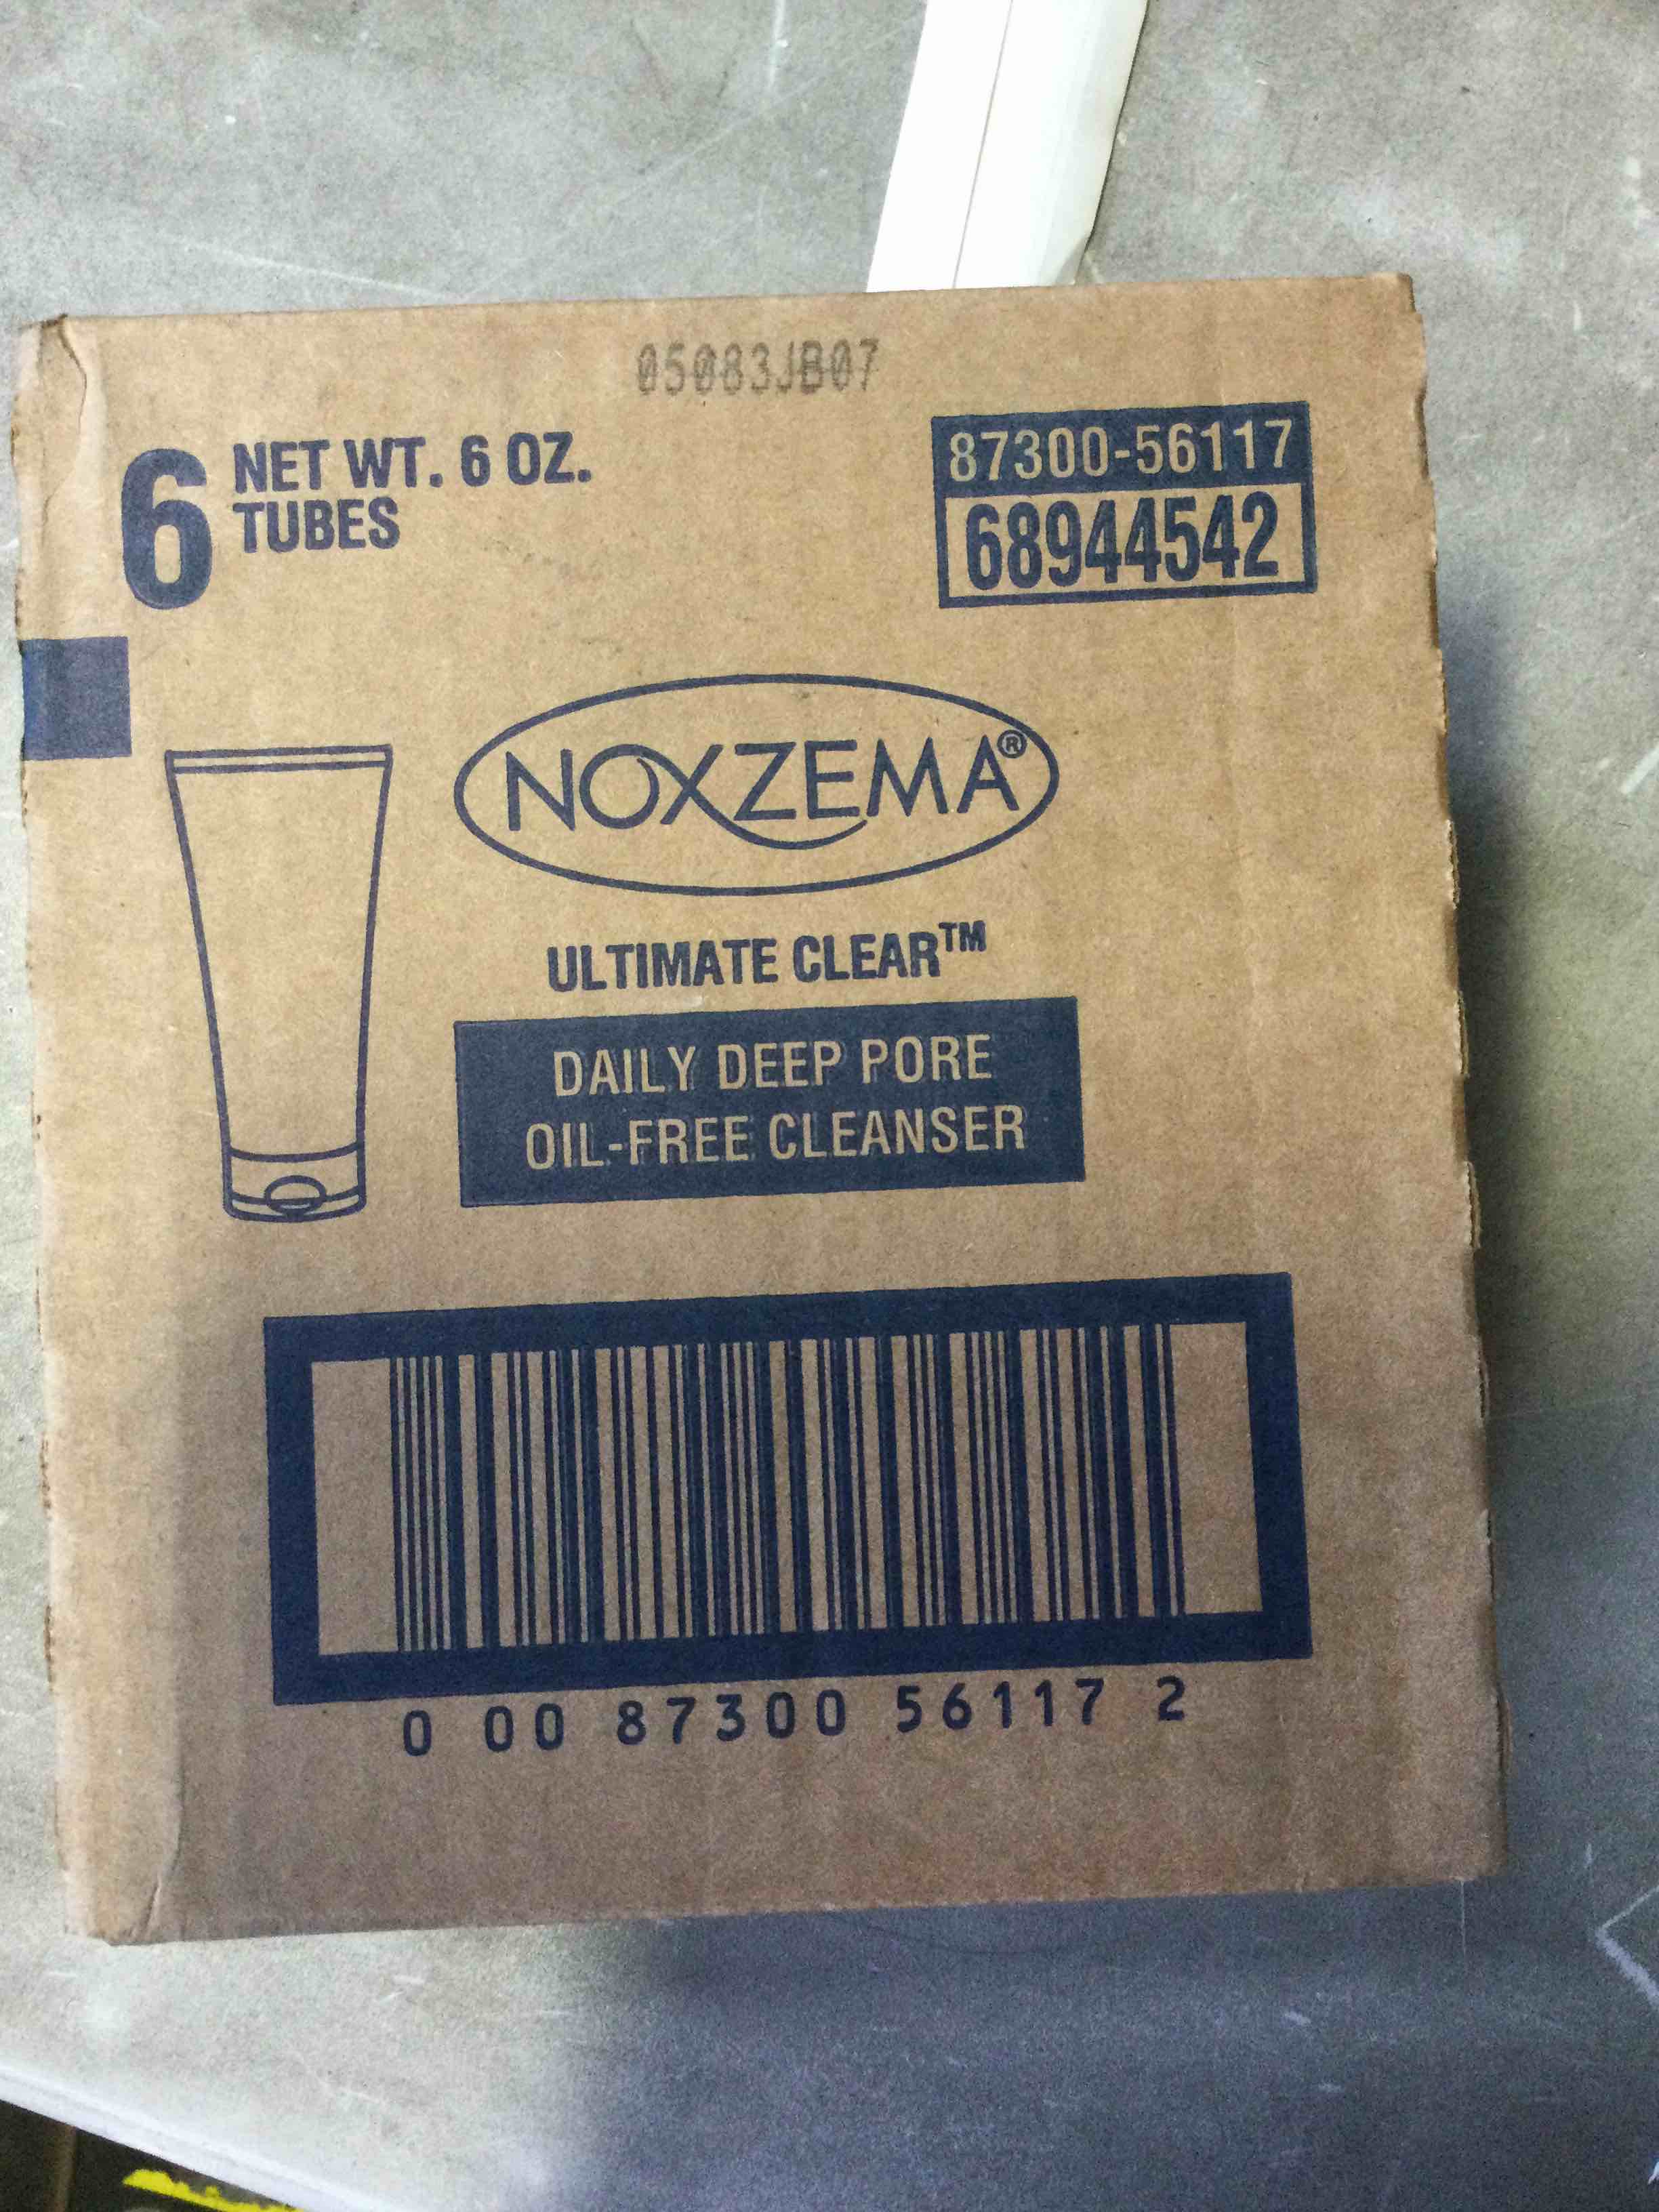 05083JB07
6 NET WT. 6 OZ.
TUBES
87300-56117
68944542
NOXZEMA®
ULTIMATE CLEAR™
DAILY DEEP PORE
OIL-FREE CLEANSER
0 00 87300 56117 2